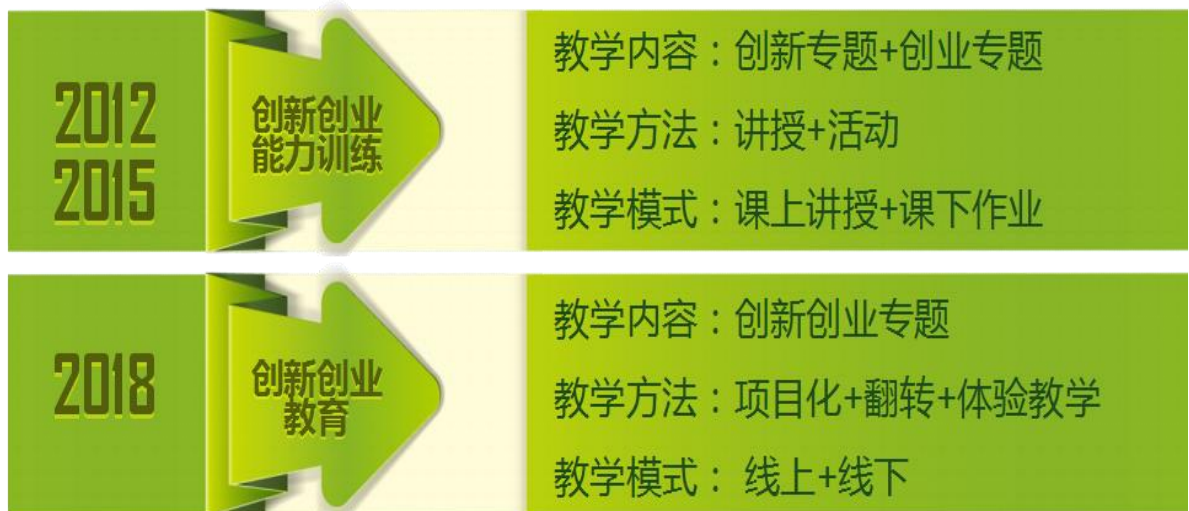 2012
2015
创新创业
能力训练
教学内容：创新专题+创业专题
教学方法：讲授+活动
教学模式：课上讲授+课下作业
2018
创新创业
教育
教学内容：创新创业专题
教学方法：项目化+翻转+体验教学
教学模式： 线上+线下